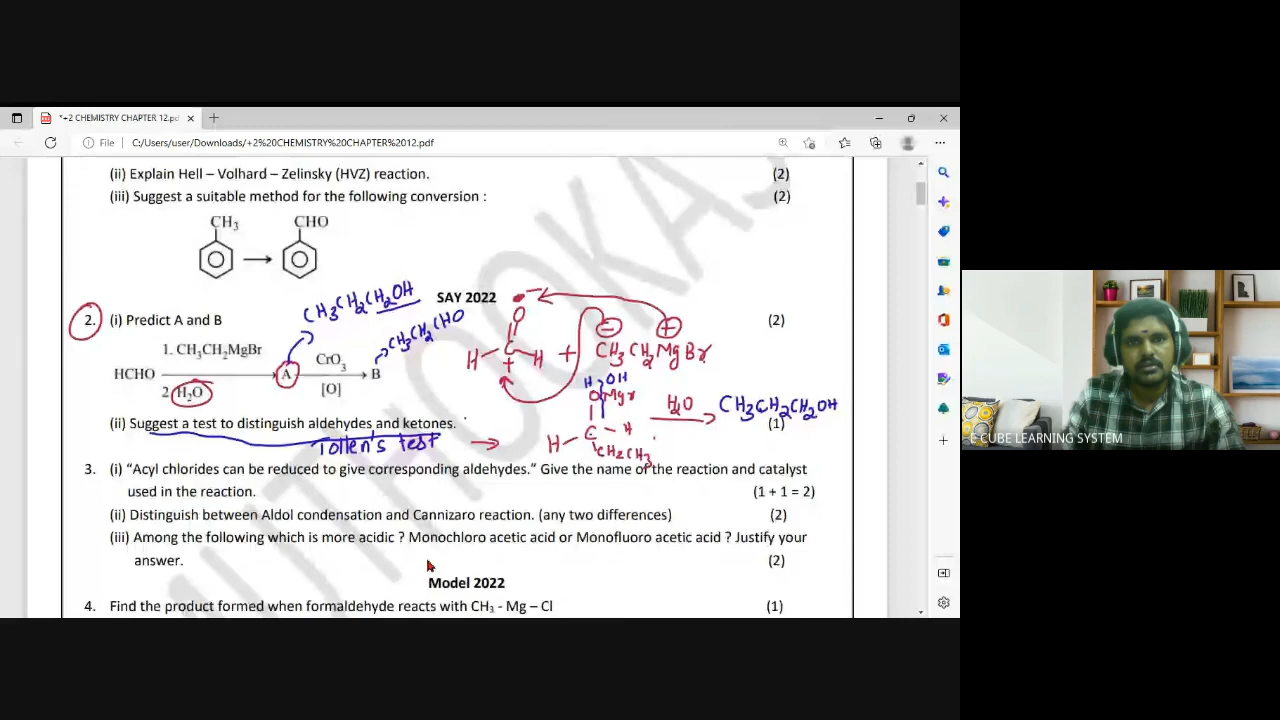 *+2 CHEMISTRY CHAPTER 12.pd
File C:/Users/user/Downloads/+2%20CHEMISTRY%20CHAPTER%2012.pdf
(ii) Explain Hell – Volhard – Zelinsky (HVZ) reaction. (2)
(iii) Suggest a suitable method for the following conversion : (2)
CH3 CHO
SAY 2022
CH3CH2CH2OH
2. (i) Predict A and B (2)
O
CH3CH2CHO
1. CH3CH2MgBr
H C H + CH3 CH2 MgBr
HCHO A CrO3 B
2 H2O [O]
H OH
OMgr H2O CH3CH2CH2OH
(ii) Suggest a test to distinguish aldehydes and ketones. (1)
Tollen's test
H C H
CH2CH3
E CUBE LEARNING SYSTEM
3. (i) “Acyl chlorides can be reduced to give corresponding aldehydes.” Give the name of the reaction and catalyst
used in the reaction. (1 + 1 = 2)
(ii) Distinguish between Aldol condensation and Cannizaro reaction. (any two differences) (2)
(iii) Among the following which is more acidic ? Monochloro acetic acid or Monofluoro acetic acid ? Justify your
answer. (2)
Model 2022
4. Find the product formed when formaldehyde reacts with CH3 - Mg – Cl (1)